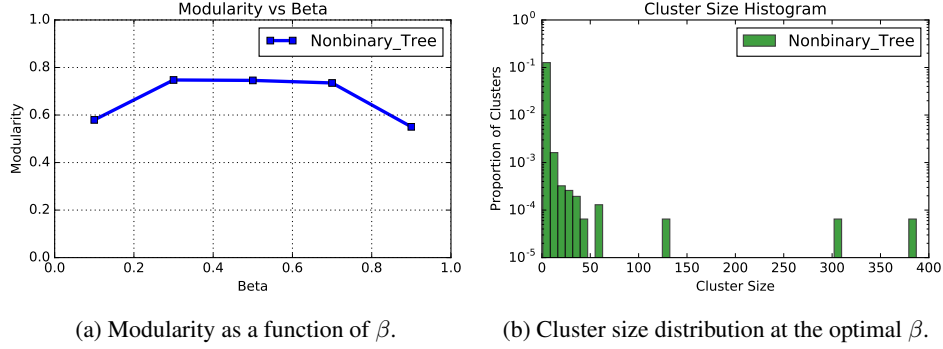 Modularity vs Beta
Nonbinary_Tree
Modularity
1.0
0.8
0.6
0.4
0.2
0.0
0.0 0.2 0.4 0.6 0.8 1.0
Beta
(a) Modularity as a function of β.
Cluster Size Histogram
Nonbinary_Tree
Proportion of Clusters
10^0
10^-1
10^-2
10^-3
10^-4
10^-5
0 50 100 150 200 250 300 350 400
Cluster Size
(b) Cluster size distribution at the optimal β.